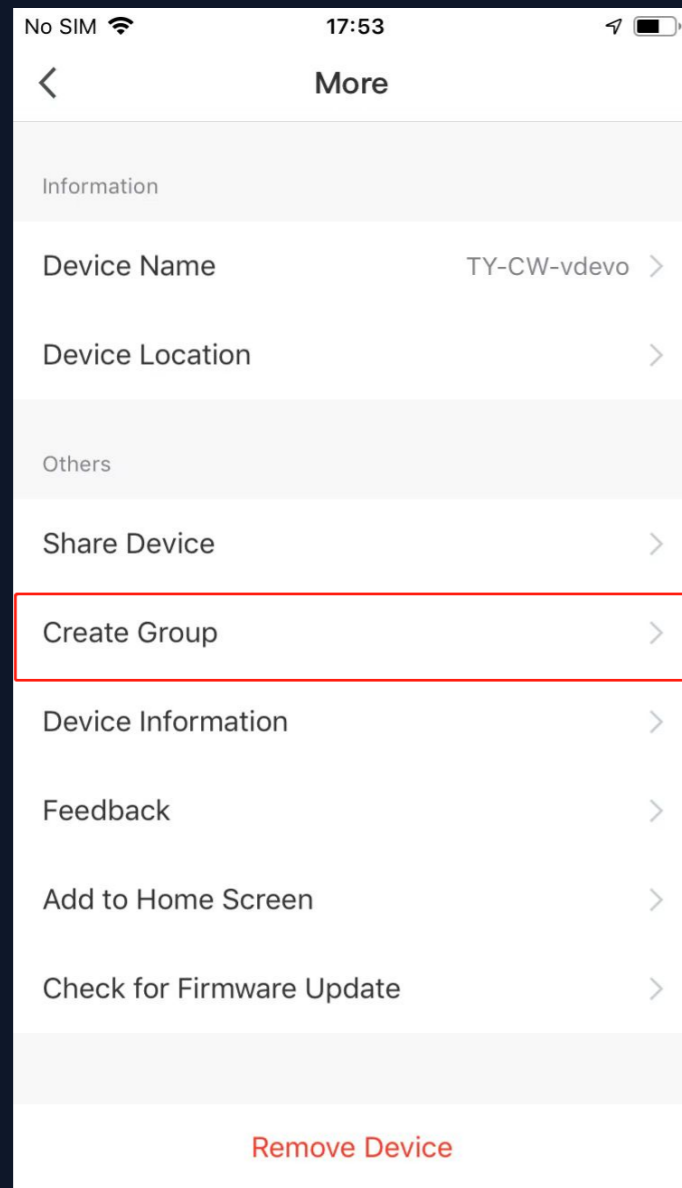 No SIM 17:53
More
Information
Device Name TY-CW-vdevo
Device Location
Others
Share Device
Create Group
Device Information
Feedback
Add to Home Screen
Check for Firmware Update
Remove Device